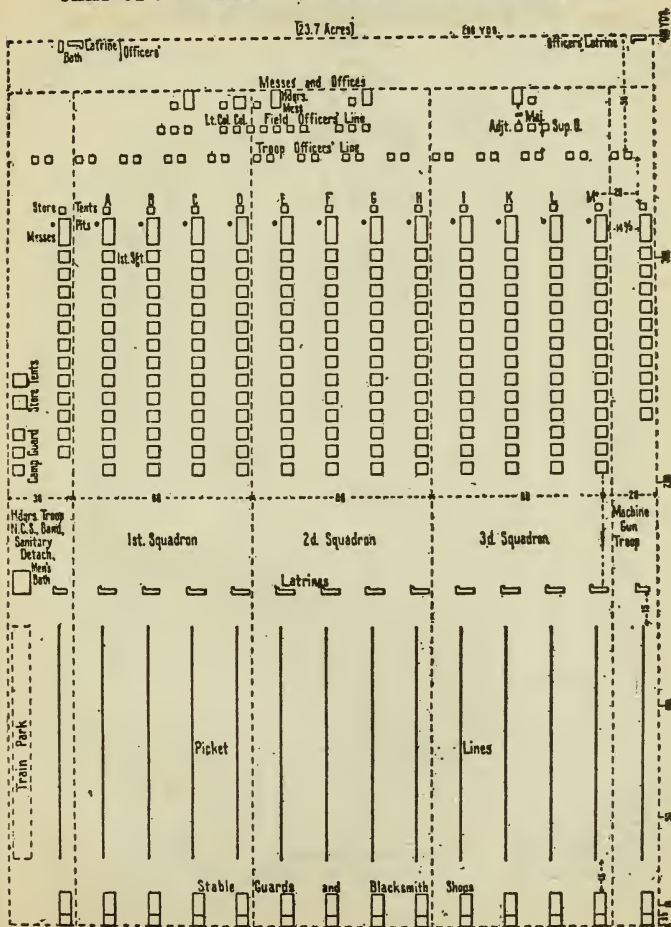 (23.7 Acres)
Bath Latrine Officers'
Officers' Latrine
Messes and Offices
Hdqrs. Mess
Lt. Col. Col. Field Officers' Line
Maj.
Adjt. Sup. O.
Troop Officers' Line
Store Tents A B C D E F G H I K L M
Messes Pits
1st. Sgt.
Store Tents
Camp Guard
Hdqrs. Troop
N.C.S., Band,
Sanitary
Detach.
1st. Squadron 2d. Squadron 3d. Squadron
Machine
Gun
Troop
Men's
Bath
Latrines
Train Park
Picket Lines
Stable Guards and Blacksmith Shops